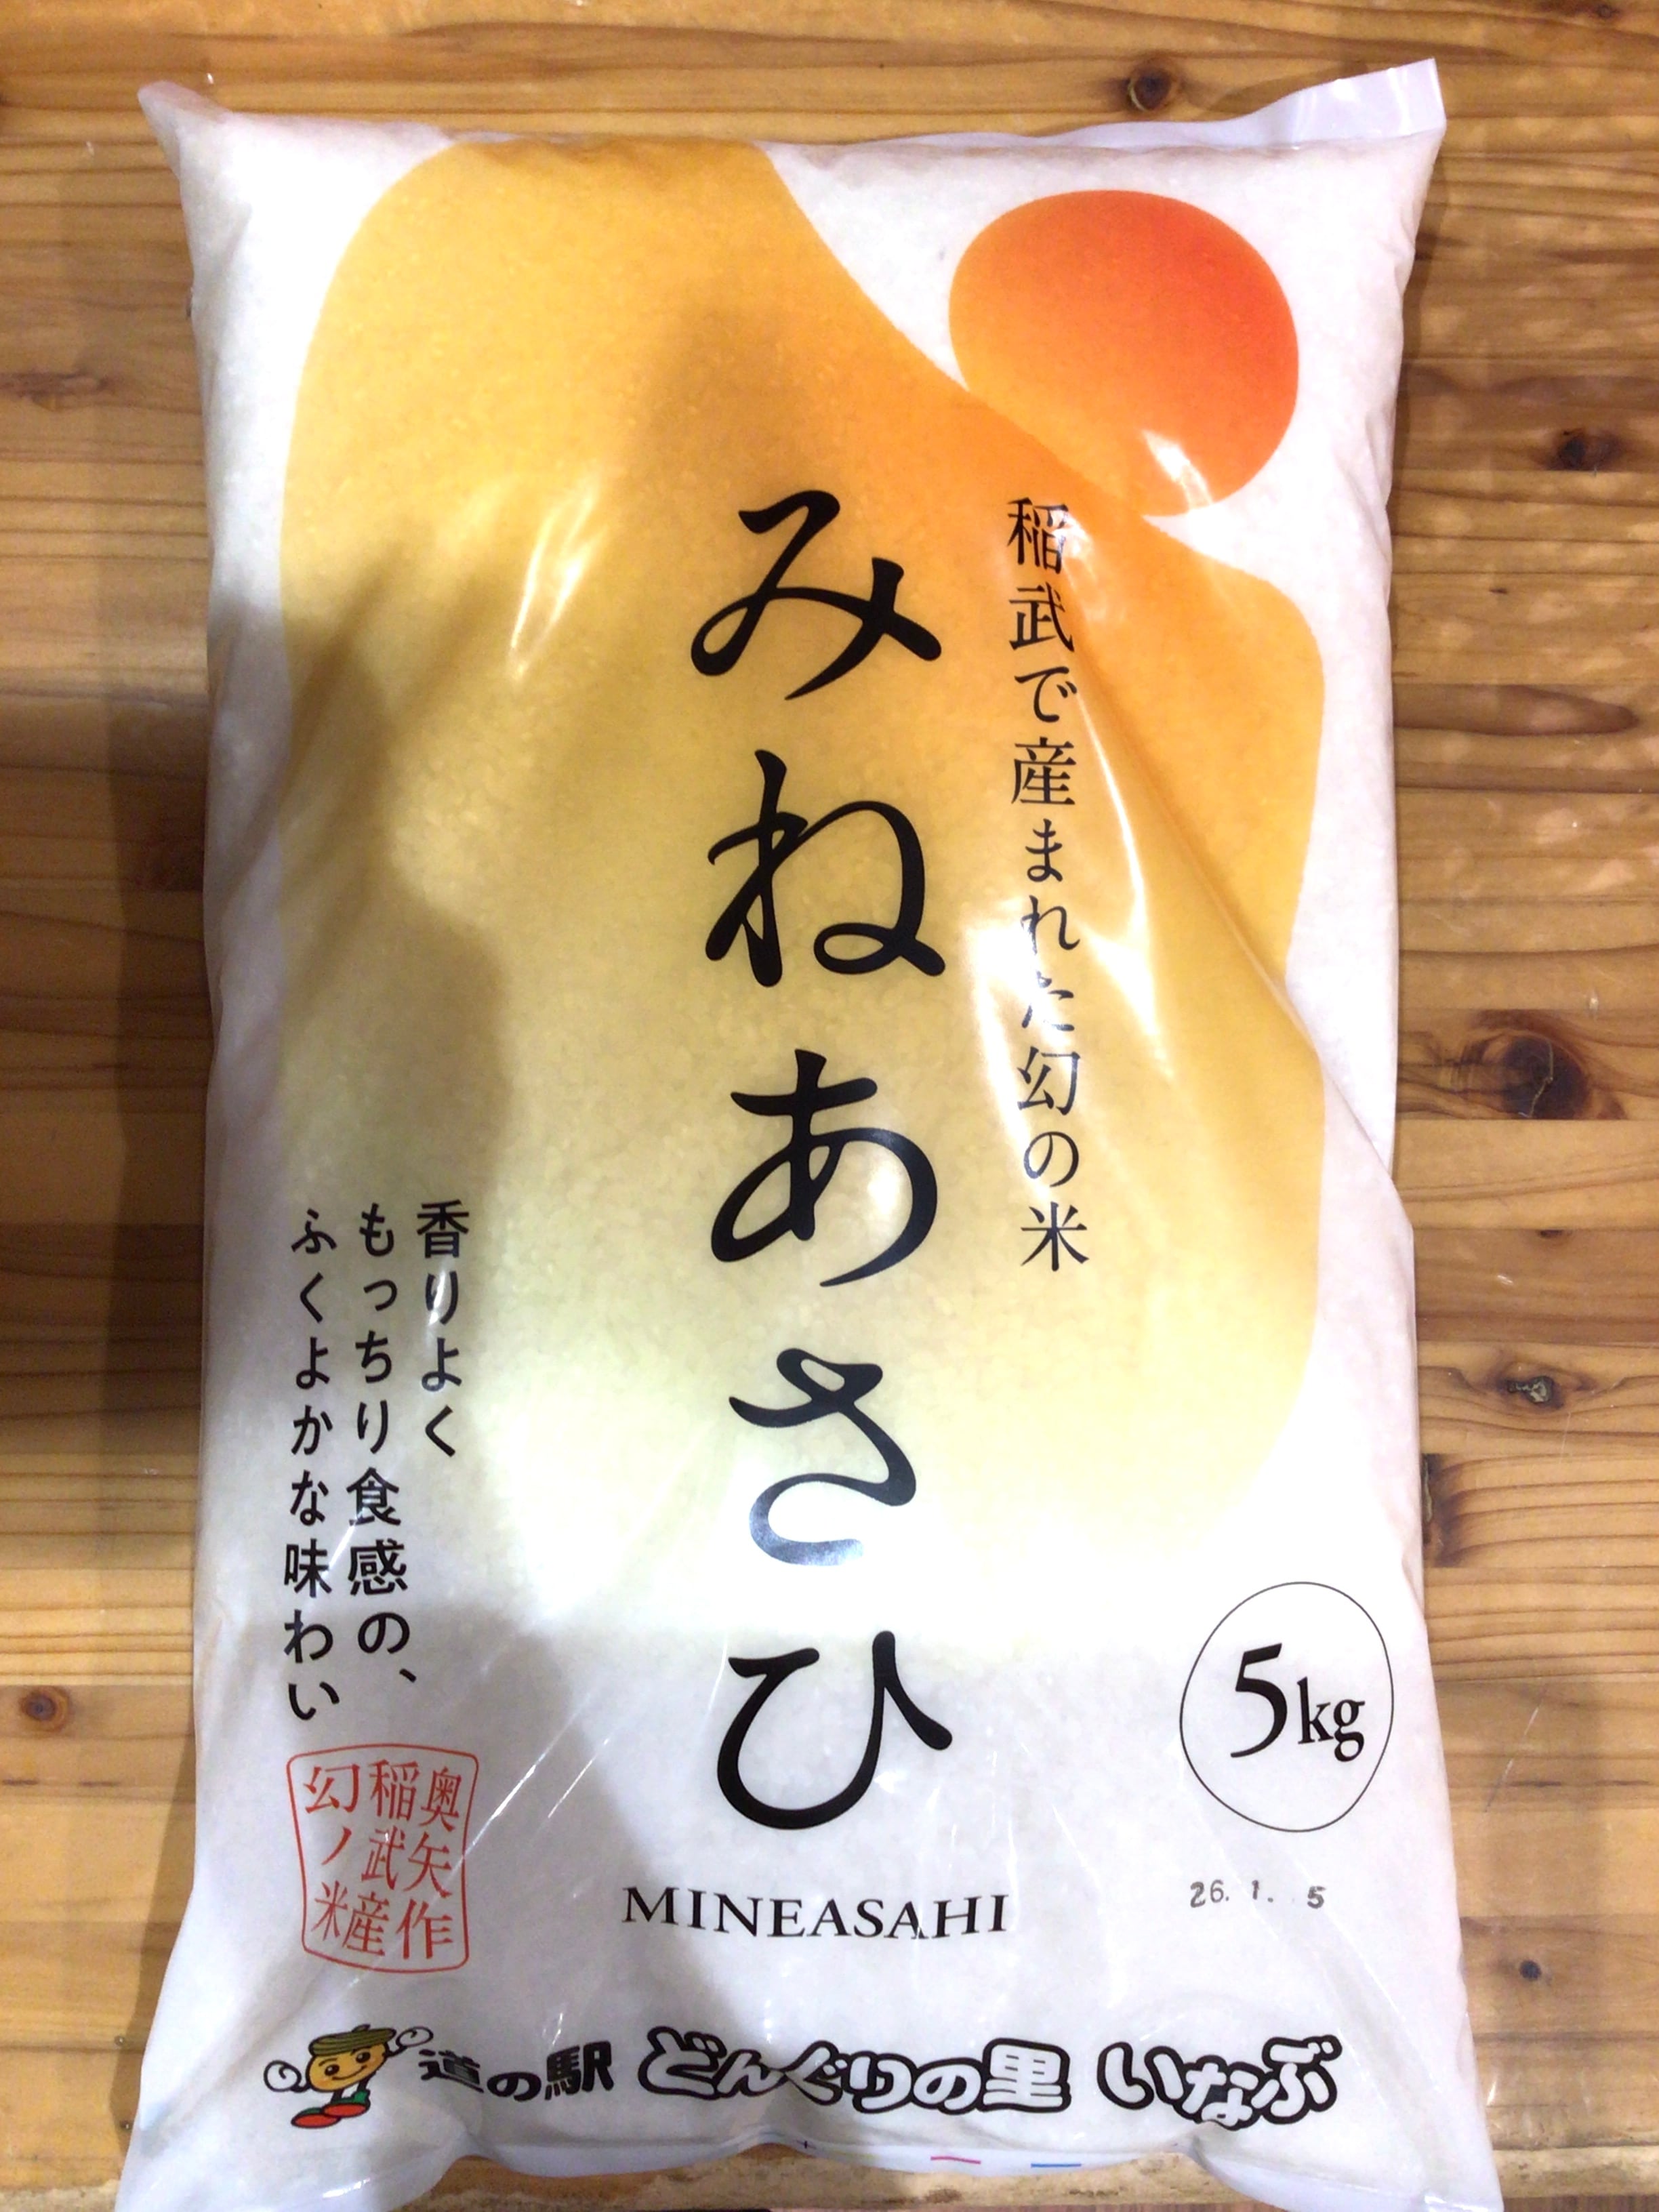 稲武で産まれた幻の米
みねあさひ
香りよく
もっちり食感の、
ふくよかな味わい
5kg
奥矢作
稲武産
幻ノ米
MINEASAHI
26. 1. 5
道の駅 どんぐりの里 いなぶ